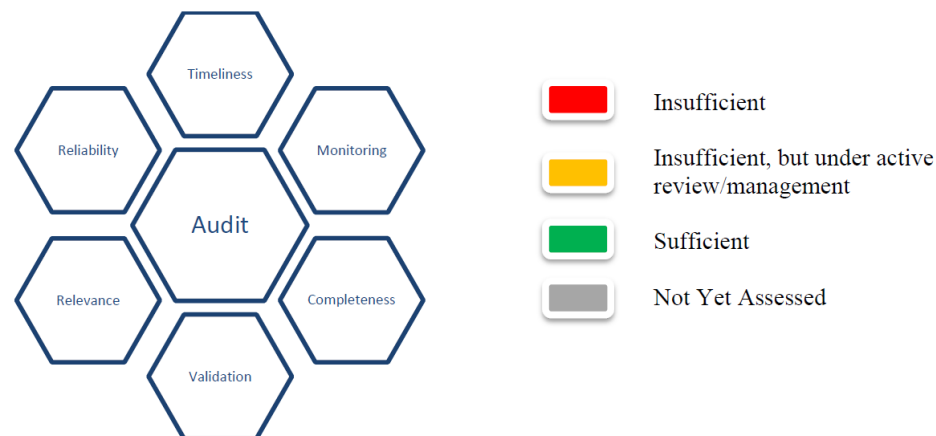 Timeliness
Reliability
Monitoring
Audit
Relevance
Completeness
Validation
Insufficient
Insufficient, but under active
review/management
Sufficient
Not Yet Assessed